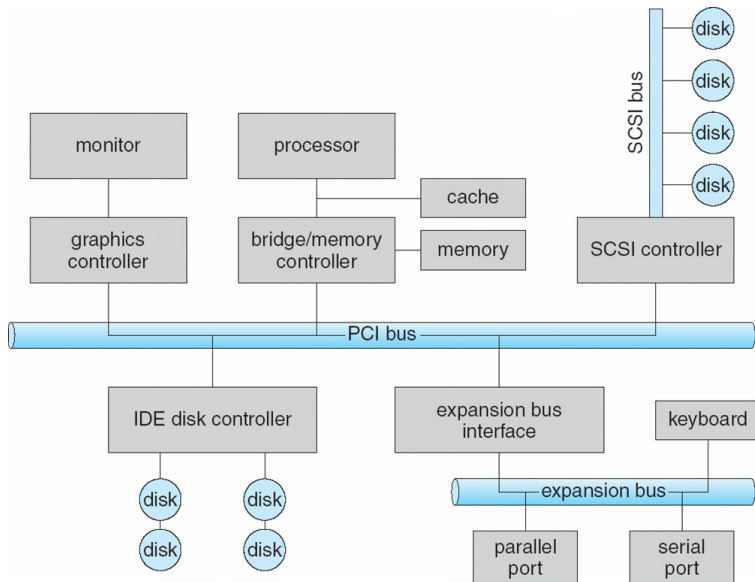 disk
disk
SCSI bus
disk
disk
monitor
processor
cache
graphics
controller
bridge/memory
controller
memory
SCSI controller
PCI bus
IDE disk controller
expansion bus
interface
keyboard
disk
disk
expansion bus
disk
disk
parallel
port
serial
port